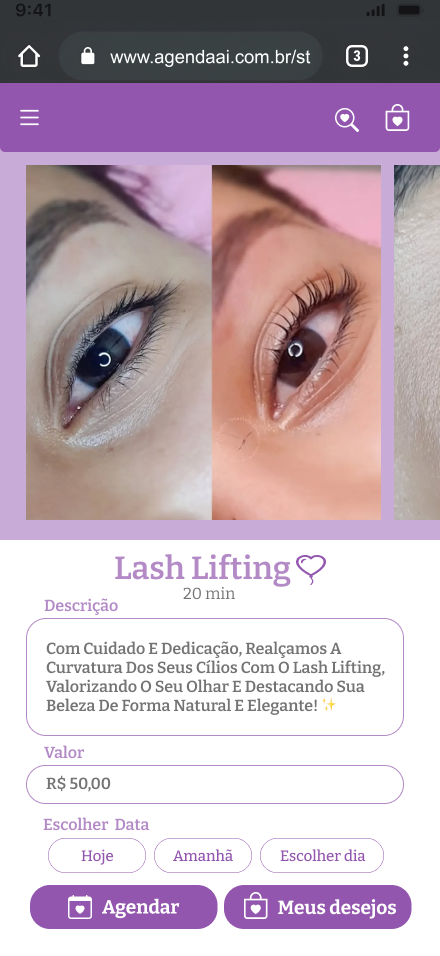 9:41
www.agendaai.com.br/st
3
Lash Lifting
20 min
Descrição
Com Cuidado E Dedicação, Realçamos A
Curvatura Dos Seus Cílios Com O Lash Lifting,
Valorizando O Seu Olhar E Destacando Sua
Beleza De Forma Natural E Elegante! ✨
Valor
R$ 50,00
Escolher Data
Hoje
Amanhã
Escolher dia
Agendar
Meus desejos